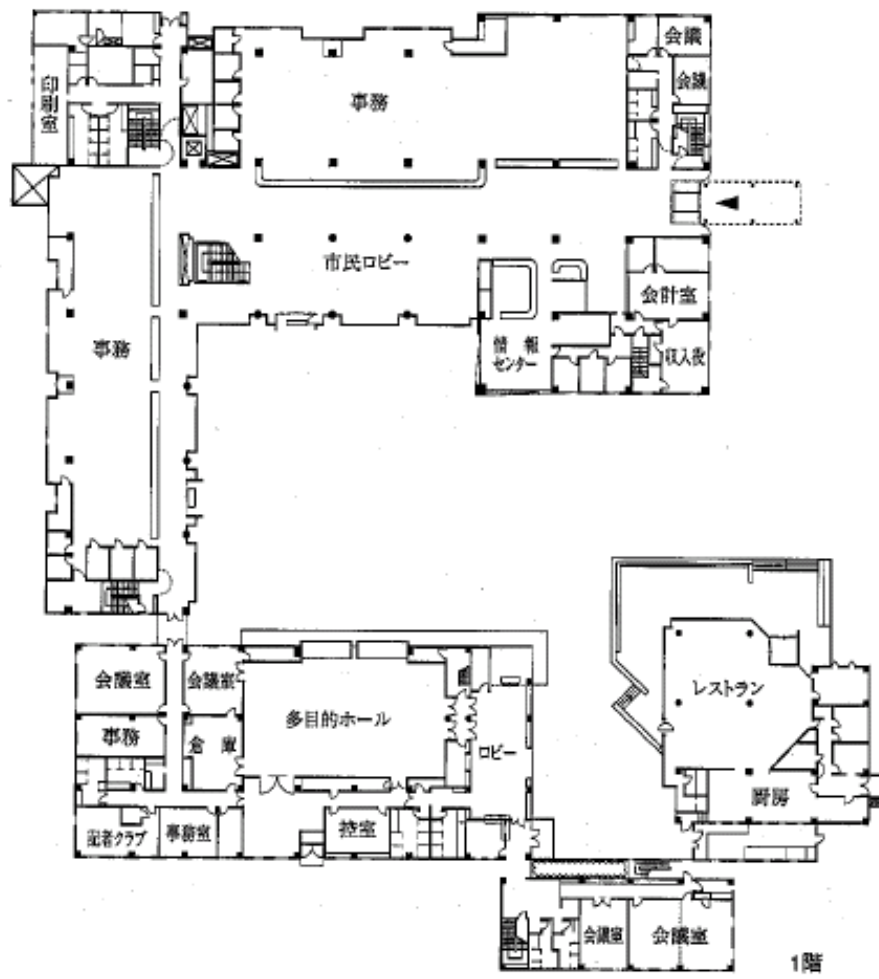 会議
会議
印刷室
事務
市民ロビー
会計室
収入役
情報
センター
事務
会議室
会議室
多目的ホール
レストラン
事務
倉庫
ロビー
厨房
記者クラブ
事務室
控室
会議室
会議室
1階